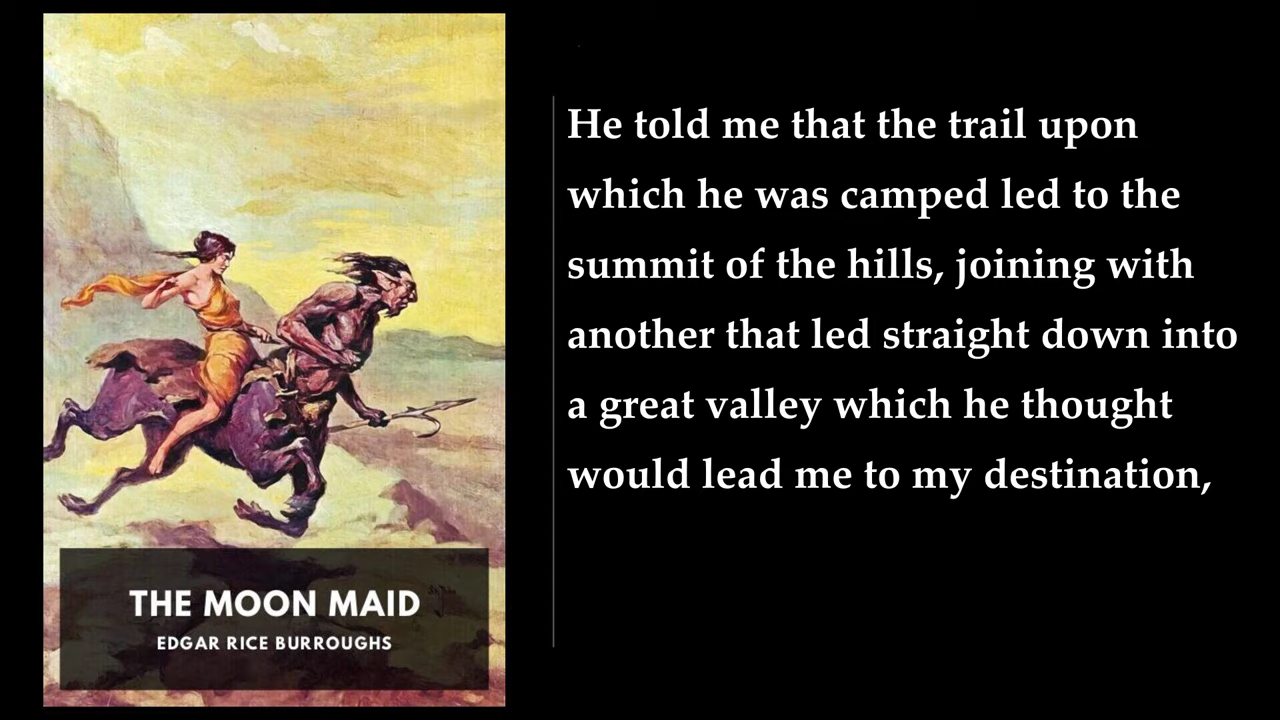 THE MOON MAID
EDGAR RICE BURROUGHS
He told me that the trail upon
which he was camped led to the
summit of the hills, joining with
another that led straight down into
a great valley which he thought
would lead me to my destination,